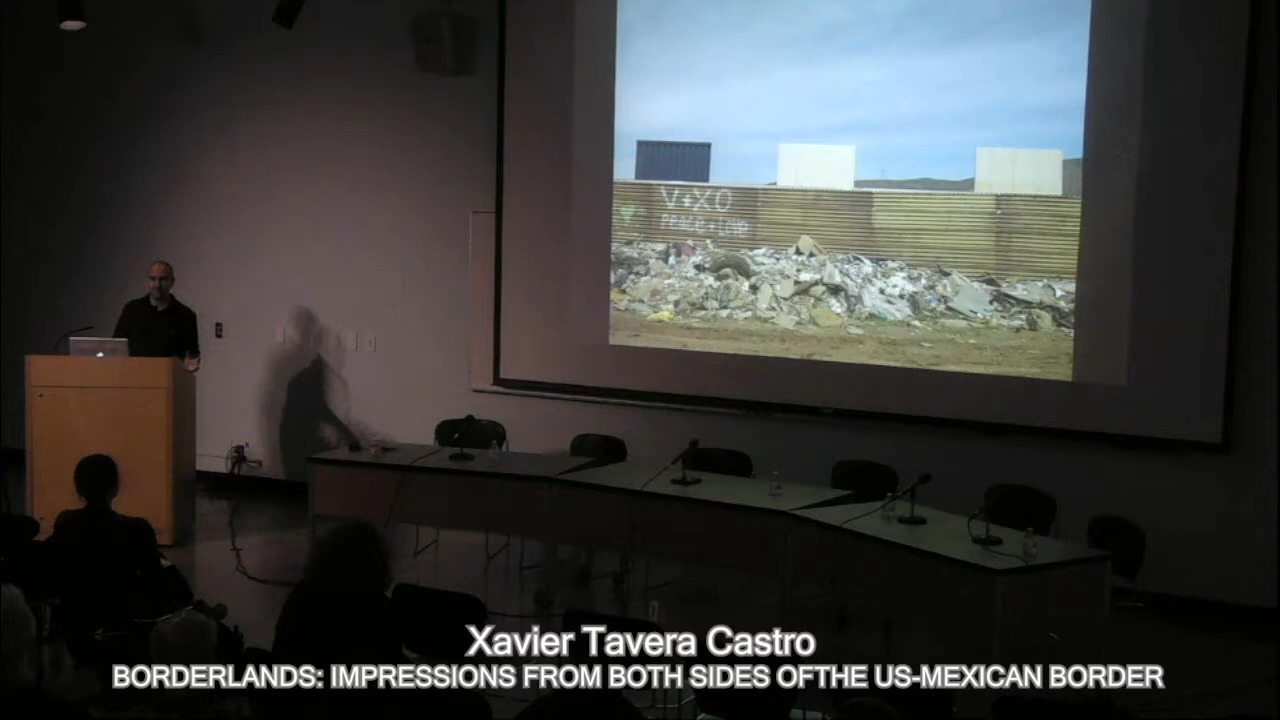 V+XO
Peace + Love
Xavier Tavera Castro
BORDERLANDS: IMPRESSIONS FROM BOTH SIDES OFTHE US-MEXICAN BORDER